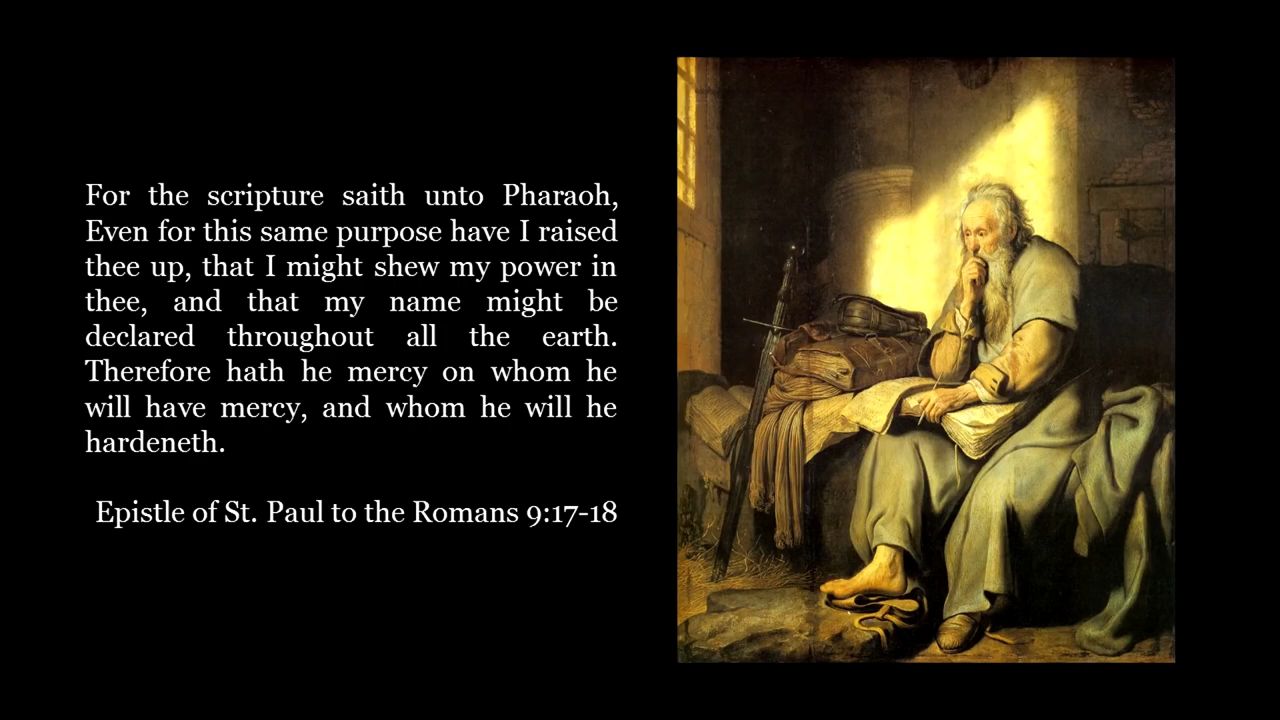 For the scripture saith unto Pharaoh,
Even for this same purpose have I raised
thee up, that I might shew my power in
thee, and that my name might be
declared throughout all the earth.
Therefore hath he mercy on whom he
will have mercy, and whom he will he
hardeneth.
Epistle of St. Paul to the Romans 9:17-18